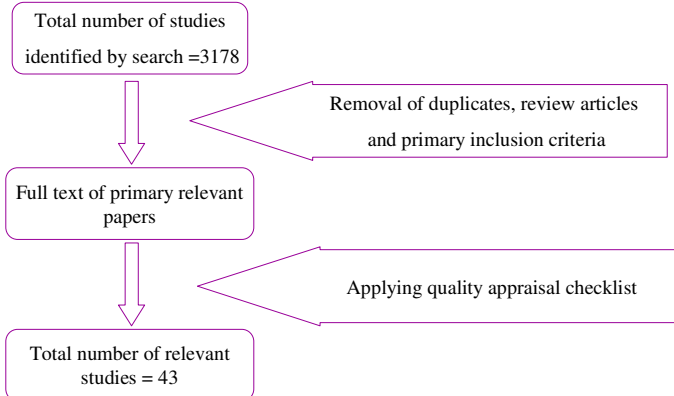 Total number of studies
identified by search =3178
Removal of duplicates, review articles
and primary inclusion criteria
Full text of primary relevant
papers
Applying quality appraisal checklist
Total number of relevant
studies = 43